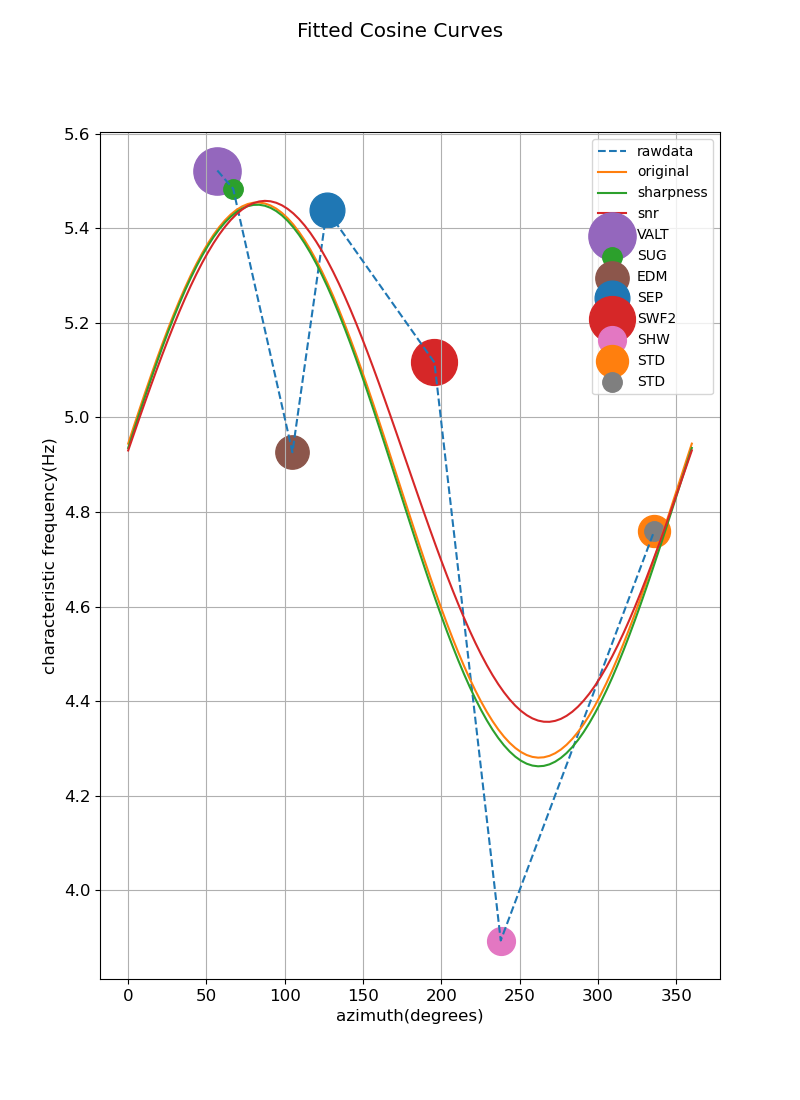 Fitted Cosine Curves
5.6
5.4
5.2
5.0
4.8
4.6
4.4
4.2
4.0
characteristic frequency(Hz)
rawdata
original
sharpness
snr
VALT
SUG
EDM
SEP
SWF2
SHW
STD
STD
0 50 100 150 200 250 300 350
azimuth(degrees)